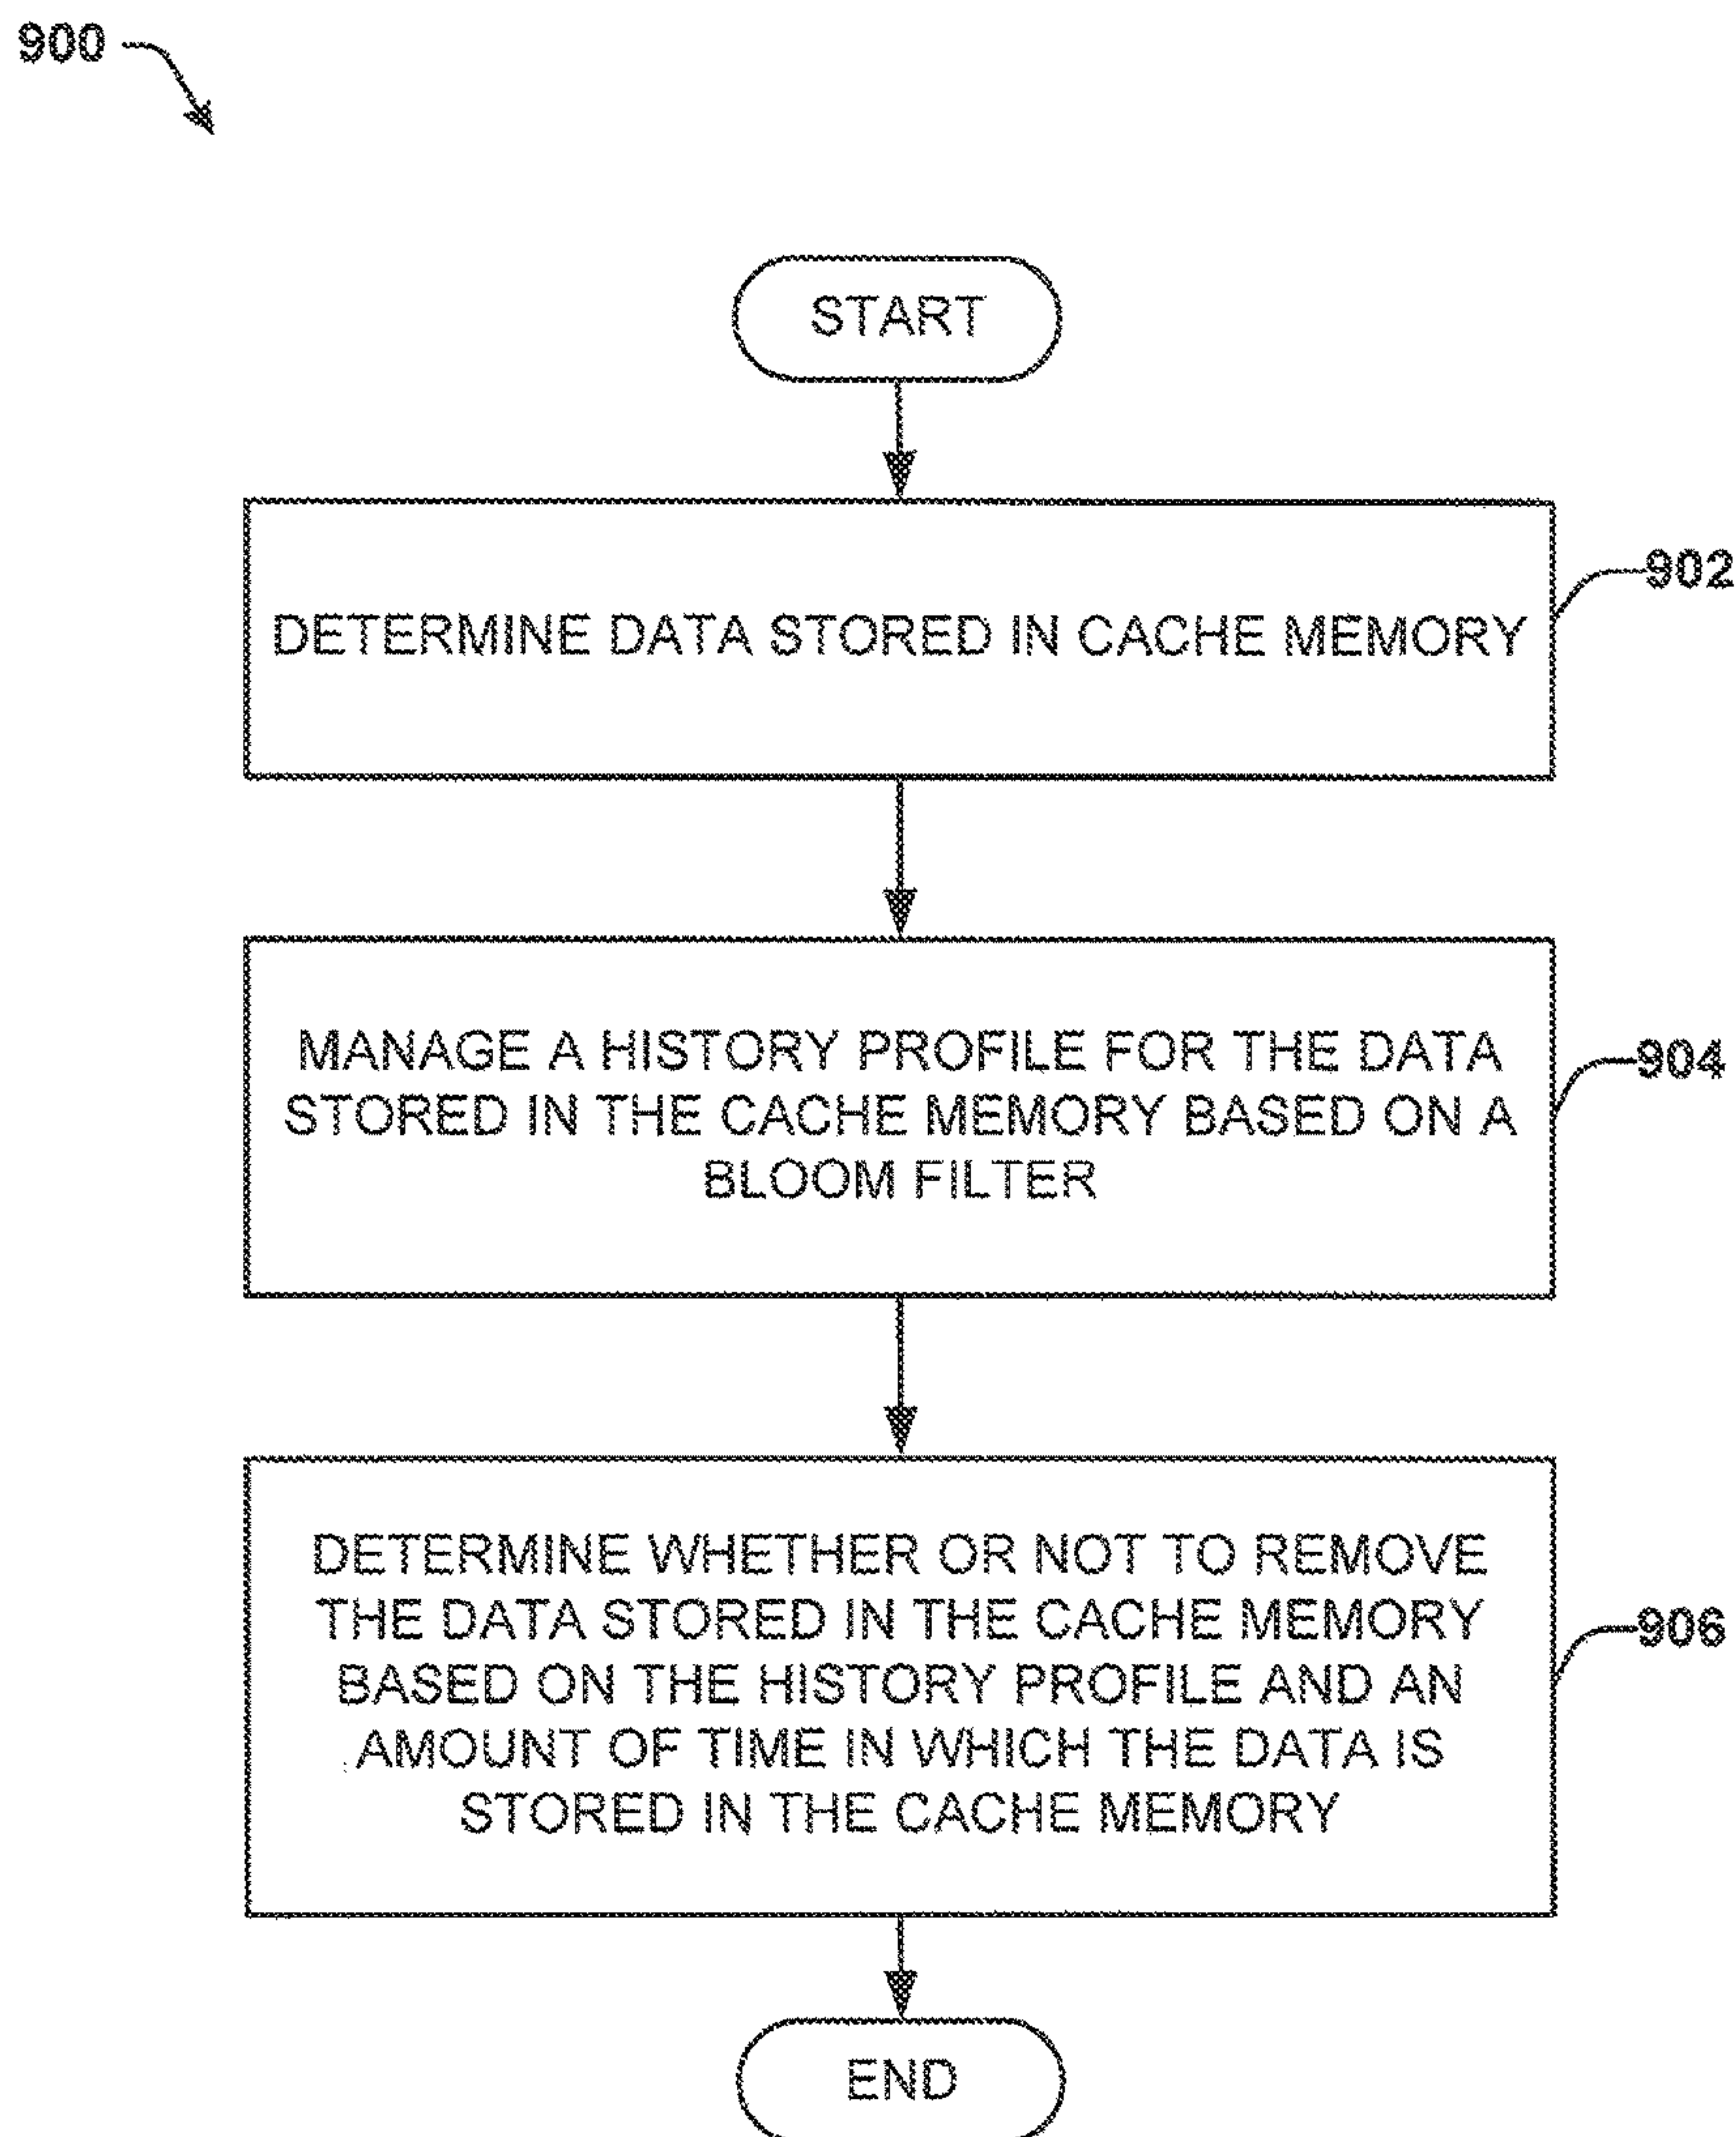 900
START
DETERMINE DATA STORED IN CACHE MEMORY
902
MANAGE A HISTORY PROFILE FOR THE DATA
STORED IN THE CACHE MEMORY BASED ON A
BLOOM FILTER
904
DETERMINE WHETHER OR NOT TO REMOVE
THE DATA STORED IN THE CACHE MEMORY
BASED ON THE HISTORY PROFILE AND AN
AMOUNT OF TIME IN WHICH THE DATA IS
STORED IN THE CACHE MEMORY
906
END